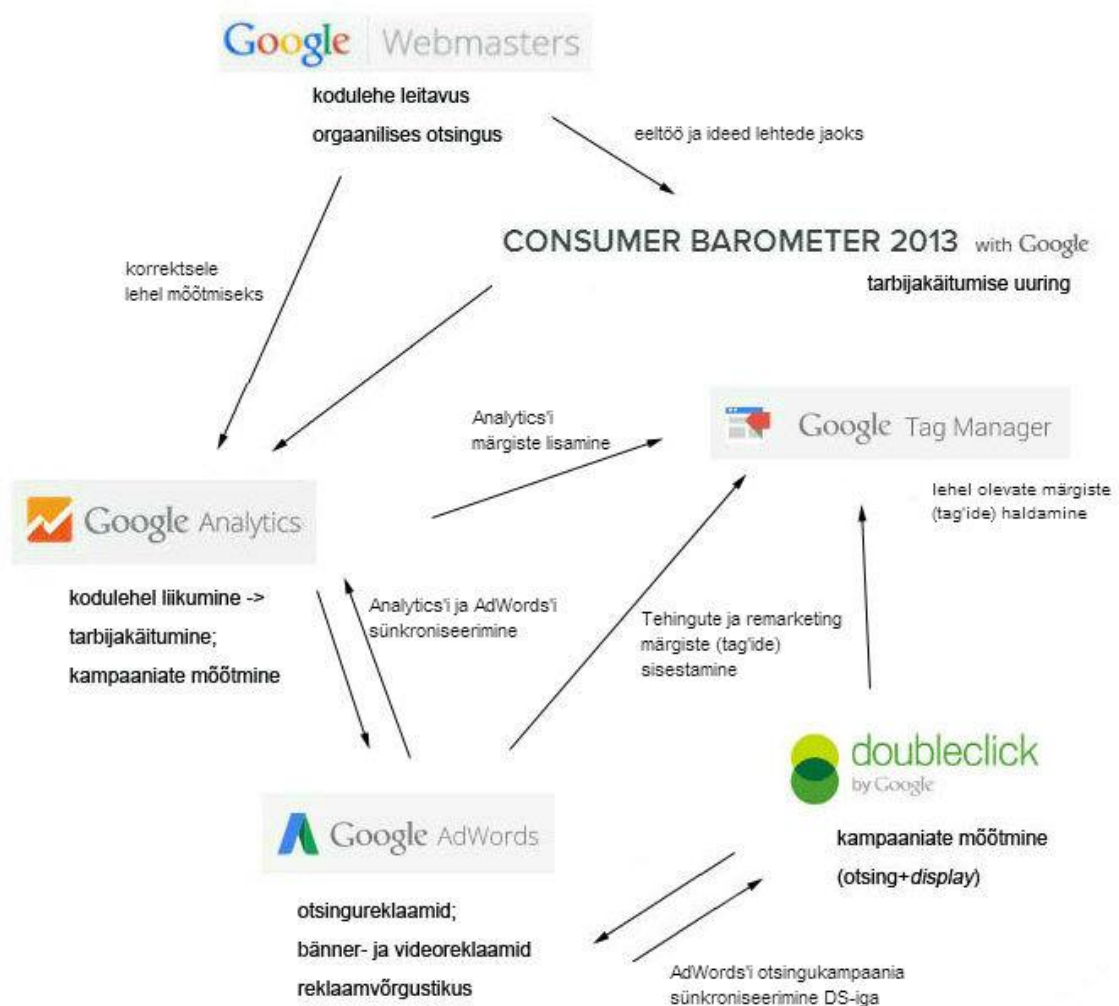 Google Webmasters
kodulehe leitavus
orgaanilises otsingus
eeltöö ja ideed lehtede jaoks
CONSUMER BAROMETER 2013 with Google
tarbijakäitumise uuring
korrektsele
lehel mõõtmiseks
Analytics'i
märgiste lisamine
Google Tag Manager
lehel olevate märgiste
(tag'ide) haldamine
Google Analytics
kodulehel liikumine ->
tarbijakäitumine;
kampaaniate mõõtmine
Analytics'i ja AdWords'i
sünkroniseerimine
Tehingute ja remarketing
märgiste (tag'ide)
sisestamine
doubleclick
by Google
kampaaniate mõõtmine
(otsing+display)
Google AdWords
otsingureklaamid;
bänner- ja videoreklaamid
reklaamvõrgustikus
AdWords'i otsingukampaania
sünkroniseerimine DS-iga